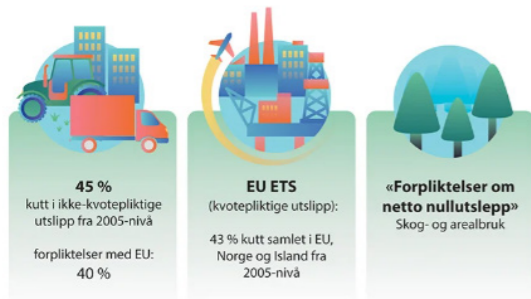 45 %
kutt i ikke-kvotepliktige
utslipp fra 2005-nivå
forpliktelser med EU:
40 %
EU ETS
(kvotepliktige utslipp):
43 % kutt samlet i EU,
Norge og Island fra
2005-nivå
«Forpliktelser om
netto nullutslepp»
Skog- og arealbruk